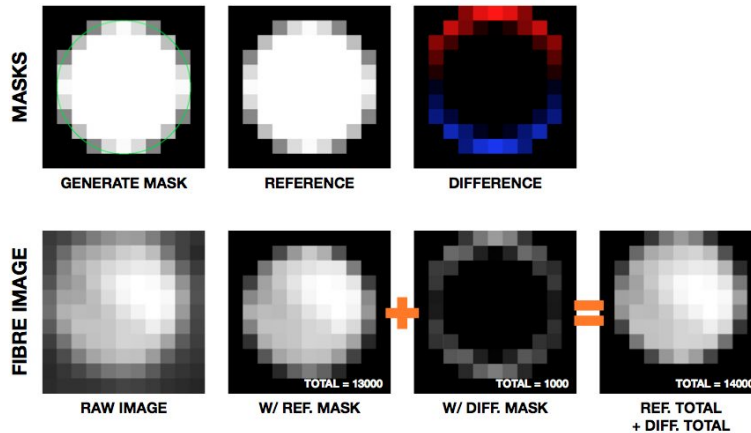 MASKS
GENERATE MASK
REFERENCE
DIFFERENCE
FIBRE IMAGE
TOTAL = 13000
TOTAL = 1000
TOTAL = 14000
RAW IMAGE
W/ REF. MASK
W/ DIFF. MASK
REF. TOTAL
+ DIFF. TOTAL